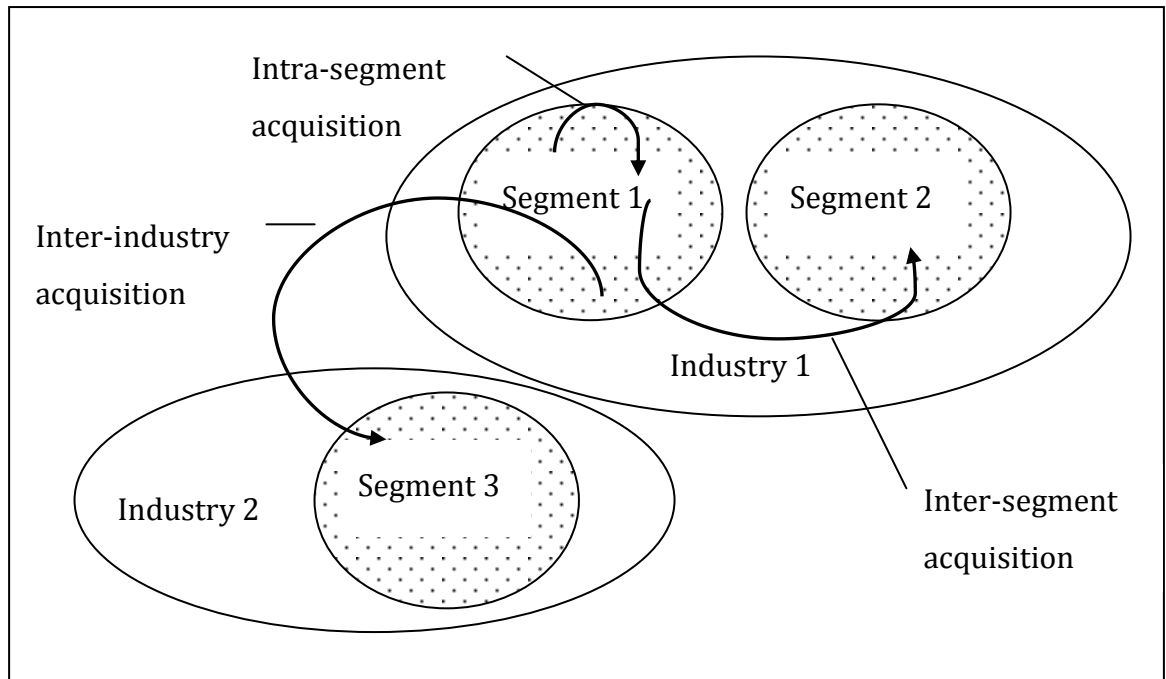 Intra-segment
acquisition
Segment 1
Segment 2
Inter-industry
acquisition
Industry 1
Segment 3
Industry 2
Inter-segment
acquisition